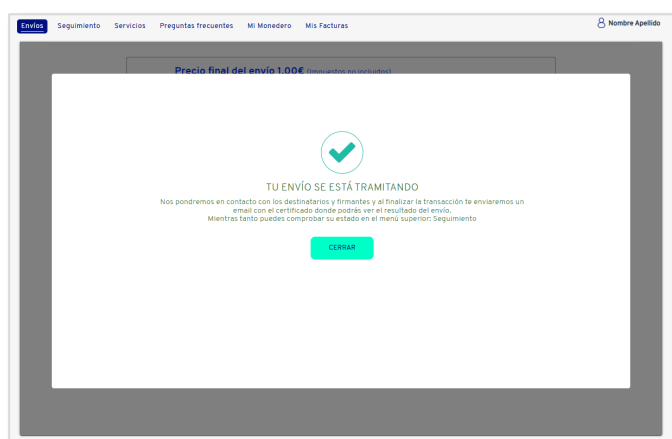 Envíos Seguimiento Servicios Preguntas frecuentes Mi Monedero Mis Facturas Nombre Apellido
Precio final del envío 1.00€ (Impuestos no incluidos)
TU ENVÍO SE ESTÁ TRAMITANDO
Nos pondremos en contacto con los destinatarios y firmantes y al finalizar la transacción te enviaremos un
email con el certificado donde podrás ver el resultado del envío.
Mientras tanto puedes comprobar su estado en el menú superior: Seguimiento
CERRAR